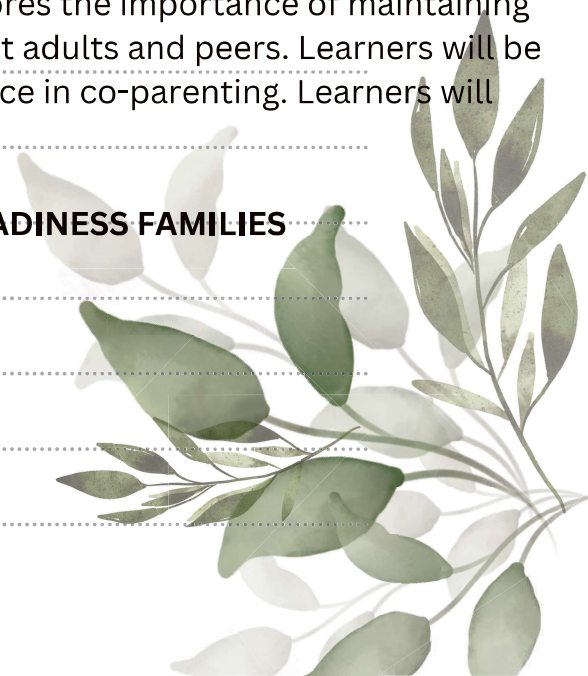 t adults and peers. Learners will be
ce in co-parenting. Learners will
ADINESS FAMILIES